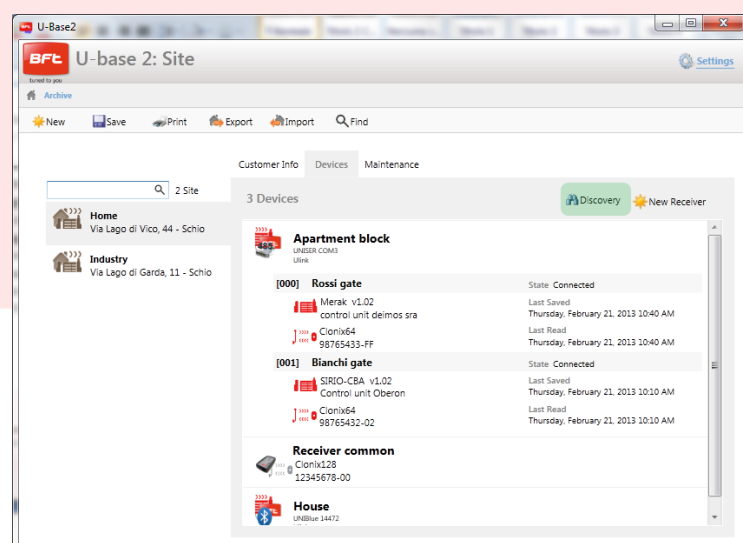 U-Base2
BFt
tuned to you
U-base 2: Site
Settings
Archive
New Save Print Export Import Find
Customer Info Devices Maintenance
2 Site
3 Devices
Discovery
New Receiver
Home
Via Lago di Vico, 44 - Schio
Industry
Via Lago di Garda, 11 - Schio
485
Apartment block
UNISER COM3
Ulink
[000] Rossi gate
State Connected
Merak v1.02
control unit deimos sra
Last Saved
Thursday, February 21, 2013 10:40 AM
Clonix64
98765433-FF
Last Read
Thursday, February 21, 2013 10:40 AM
[001] Bianchi gate
State Connected
SIRIO-CBA v1.02
Control unit Oberon
Last Saved
Thursday, February 21, 2013 10:10 AM
Clonix64
98765432-02
Last Read
Thursday, February 21, 2013 10:10 AM
Receiver common
Clonix128
12345678-00
House
UNIBlue 14472